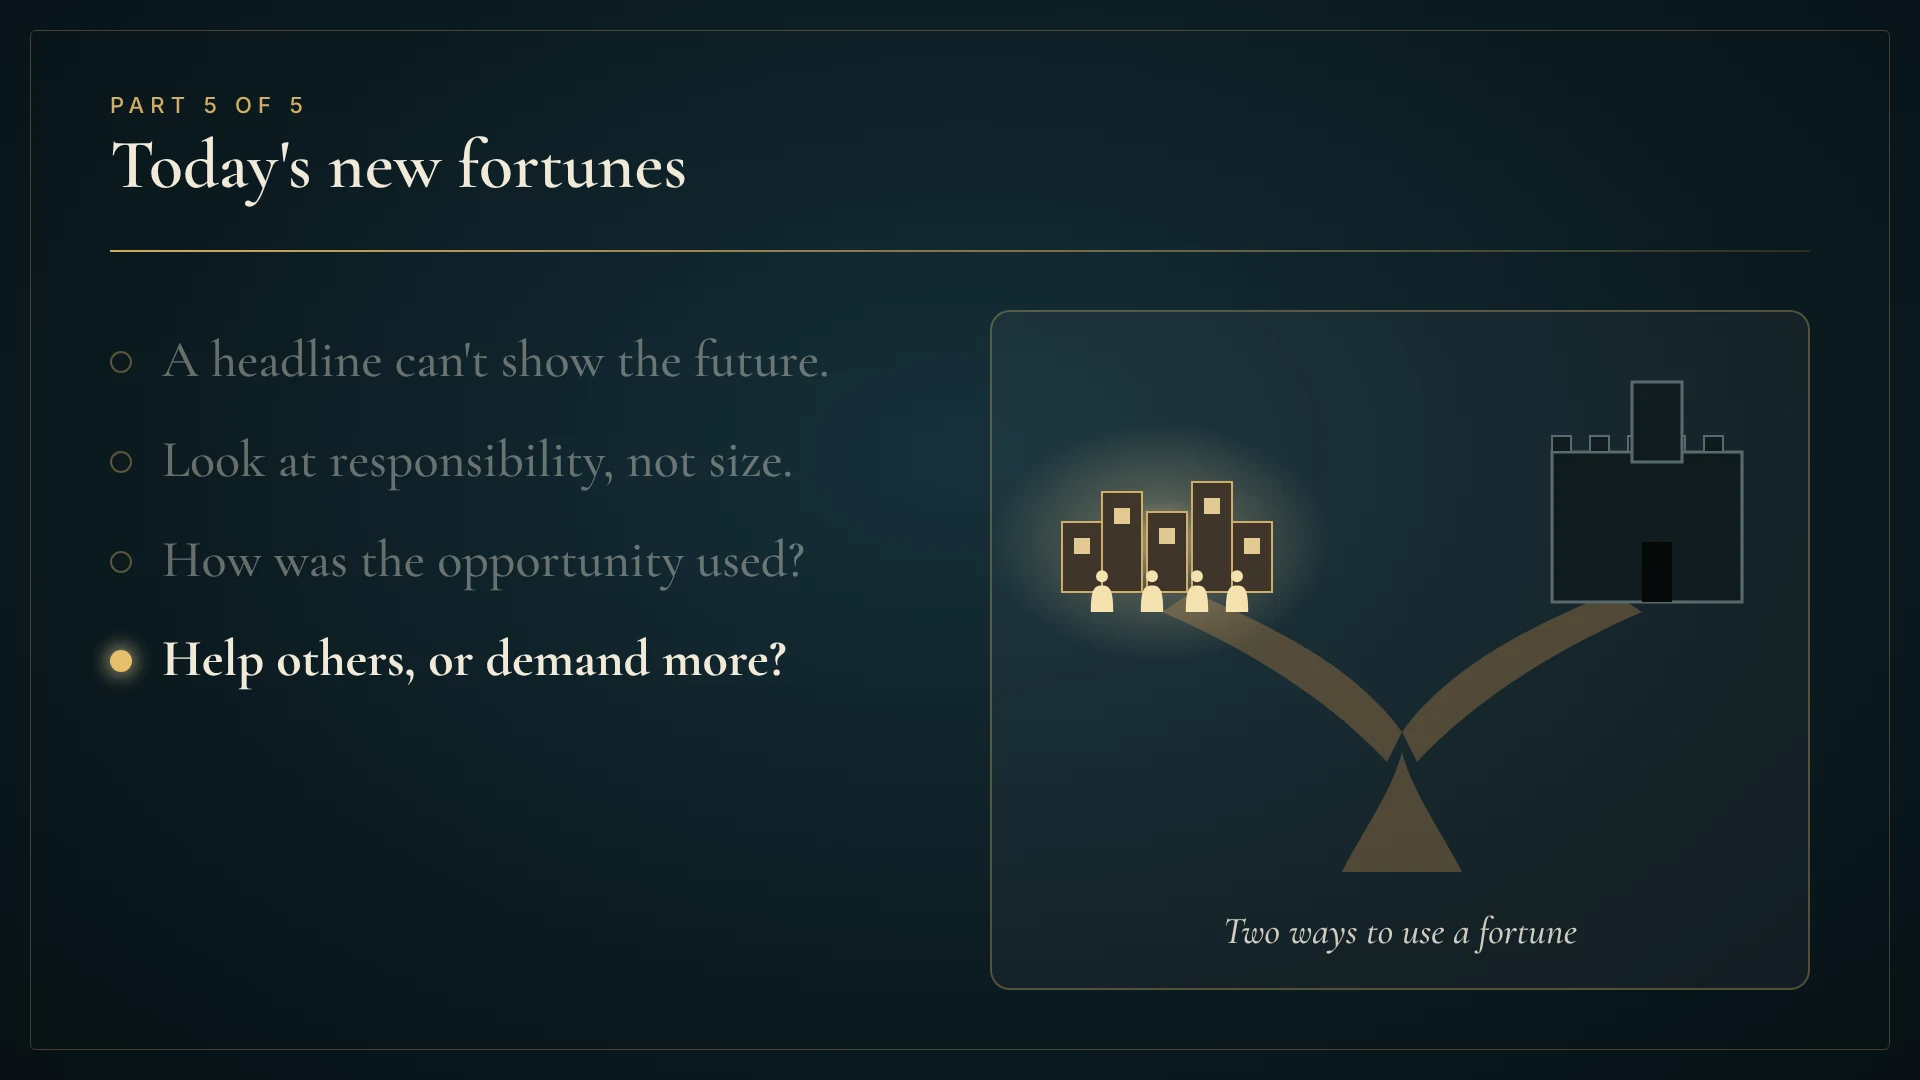 PART 5 OF 5
Today's new fortunes
A headline can't show the future.
Look at responsibility, not size.
How was the opportunity used?
Help others, or demand more?
Two ways to use a fortune